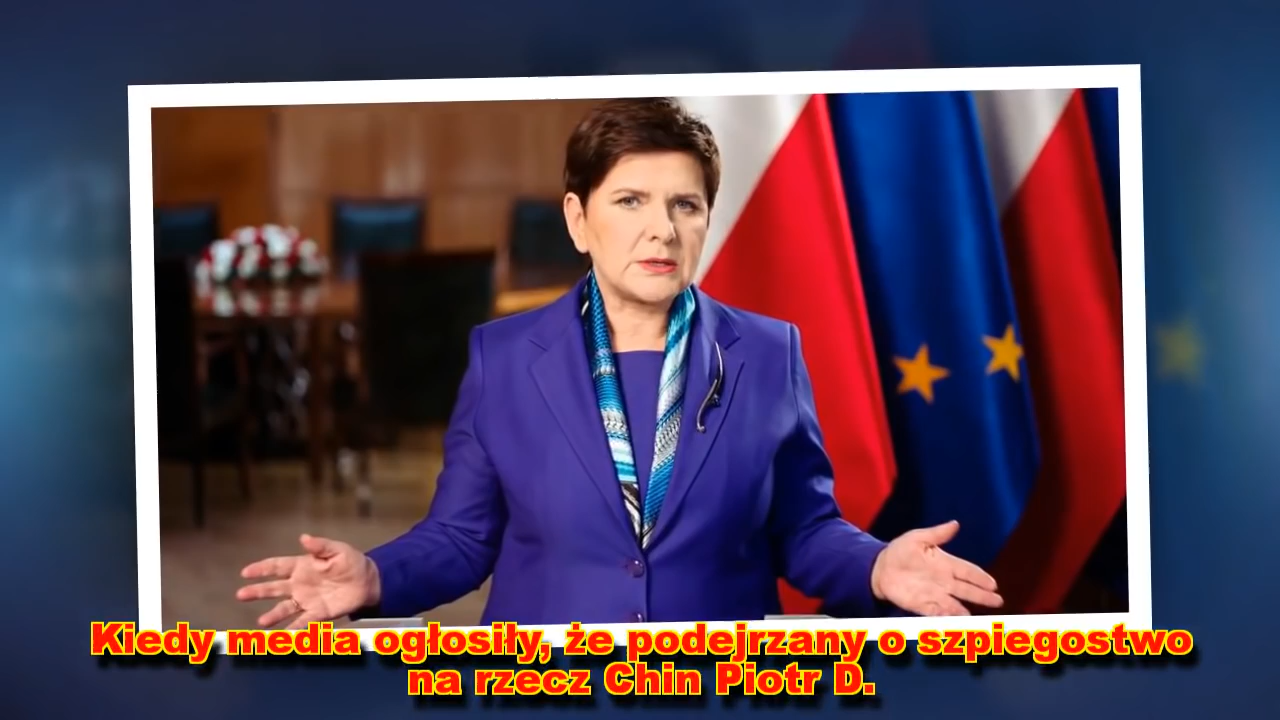 Kiedy media ogłosiły, że podejrzany o szpiegostwo
na rzecz Chin Piotr D.